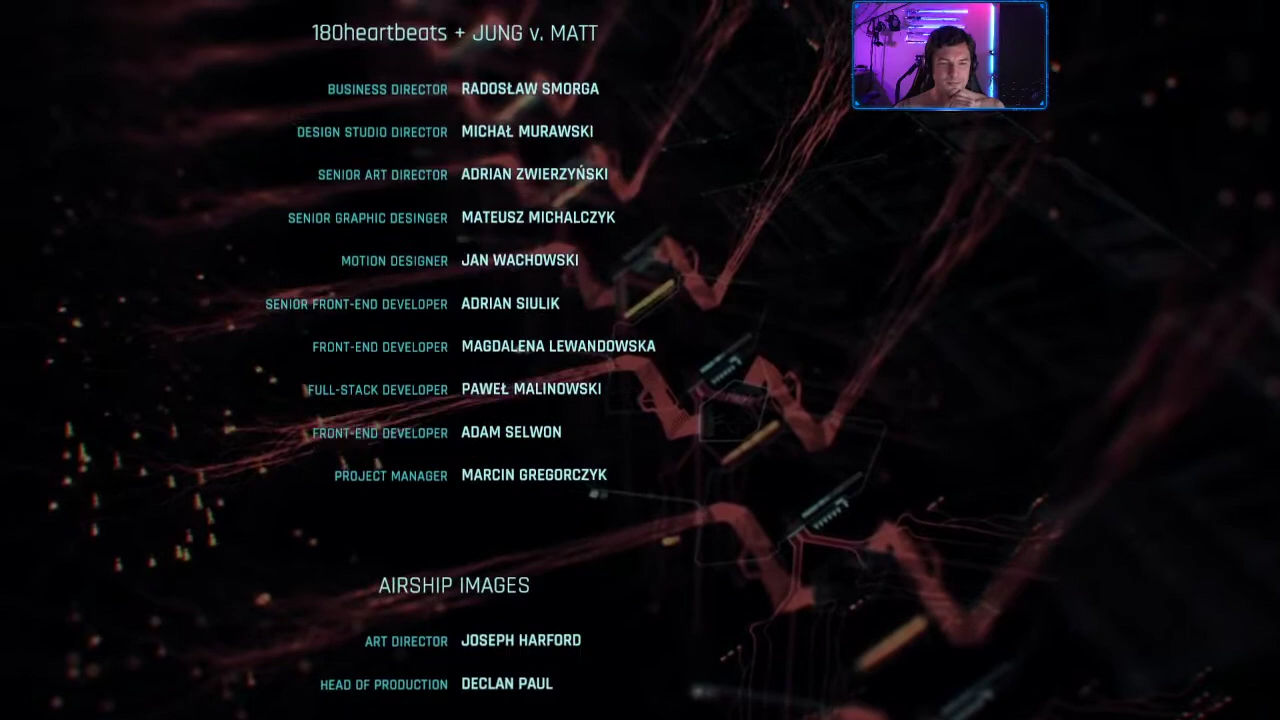 180heartbeats + JUNG v. MATT
BUSINESS DIRECTOR RADOSŁAW SMORGA
DESIGN STUDIO DIRECTOR MICHAŁ MURAWSKI
SENIOR ART DIRECTOR ADRIAN ZWIERZYŃSKI
SENIOR GRAPHIC DESINGER MATEUSZ MICHALCZYK
MOTION DESIGNER JAN WACHOWSKI
SENIOR FRONT-END DEVELOPER ADRIAN SIULIK
FRONT-END DEVELOPER MAGDALENA LEWANDOWSKA
FULL-STACK DEVELOPER PAWEŁ MALINOWSKI
FRONT-END DEVELOPER ADAM SELWON
PROJECT MANAGER MARCIN GREGORCZYK
AIRSHIP IMAGES
ART DIRECTOR JOSEPH HARFORD
HEAD OF PRODUCTION DECLAN PAUL